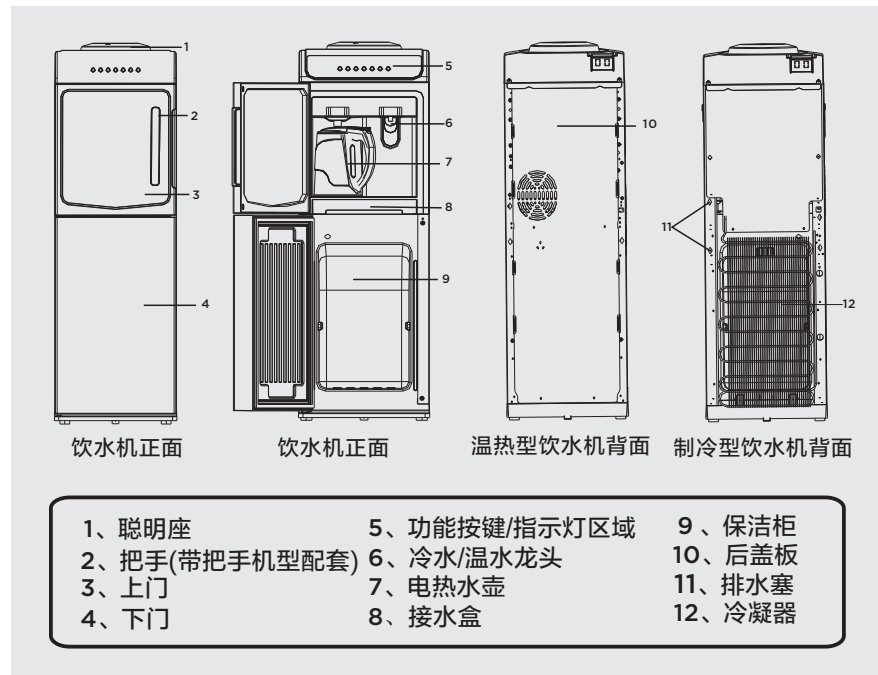 1
2
3
4
5
6
7
8
9
10
11
12
饮水机正面
饮水机正面
温热型饮水机背面
制冷型饮水机背面
1、聪明座
2、把手(带把手机型配套)
3、上门
4、下门
5、功能按键/指示灯区域
6、冷水/温水龙头
7、电热水壶
8、接水盒
9、保洁柜
10、后盖板
11、排水塞
12、冷凝器